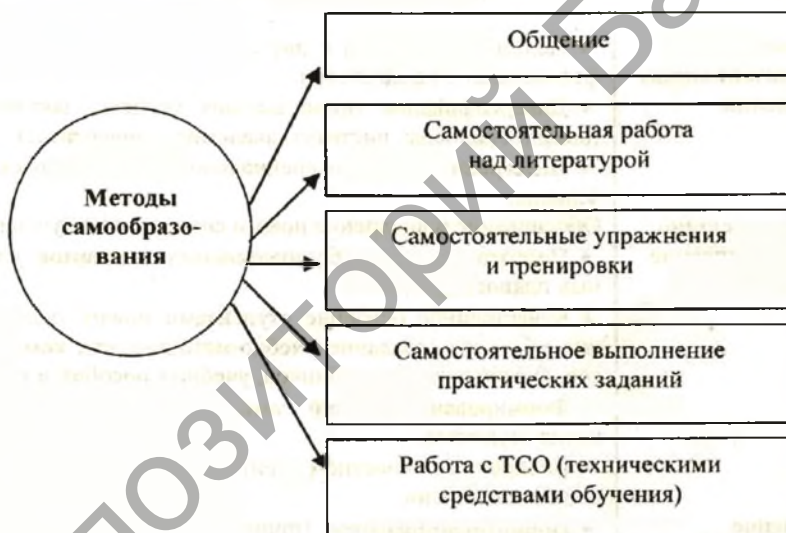 Общение
Самостоятельная работа
над литературой
Методы
самообразо-
вания
Самостоятельные упражнения
и тренировки
Самостоятельное выполнение
практических заданий
Работа с ТСО (техническими
средствами обучения)